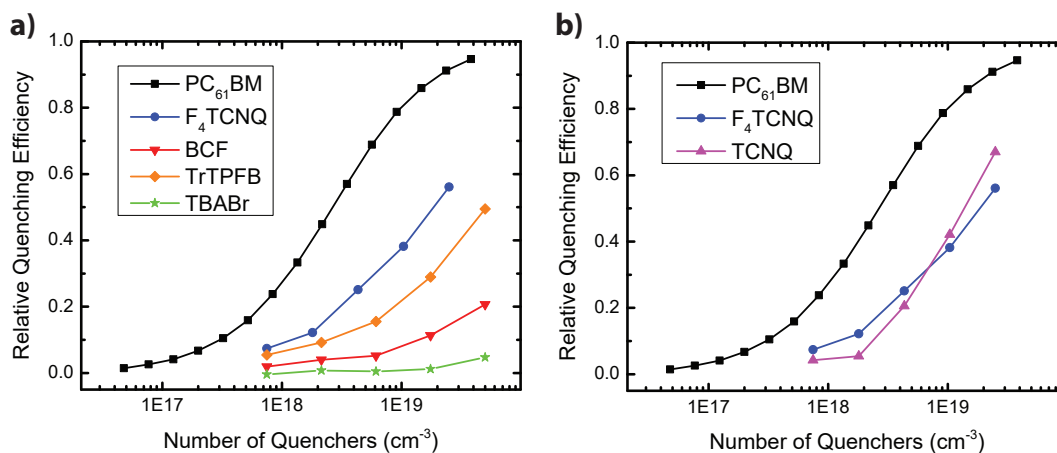 a)
Relative Quenching Efficiency
1.0
0.8
0.6
0.4
0.2
0.0
PC₆₁BM
F₄TCNQ
BCF
TrTPFB
TBABr
1E17
1E18
1E19
Number of Quenchers (cm⁻³)
b)
Relative Quenching Efficiency
1.0
0.8
0.6
0.4
0.2
0.0
PC₆₁BM
F₄TCNQ
TCNQ
1E17
1E18
1E19
Number of Quenchers (cm⁻³)